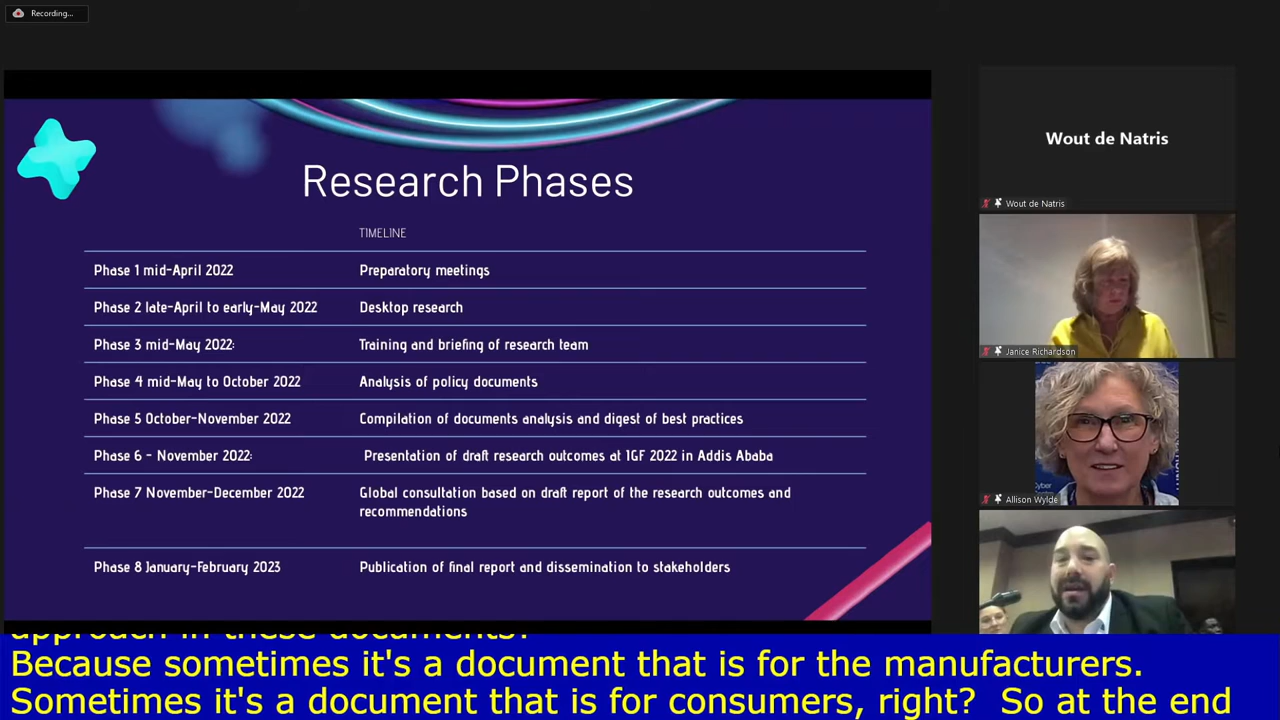 Recording...
Research Phases
TIMELINE
Phase 1 mid-April 2022 Preparatory meetings
Phase 2 late-April to early-May 2022 Desktop research
Phase 3 mid-May 2022: Training and briefing of research team
Phase 4 mid-May to October 2022 Analysis of policy documents
Phase 5 October-November 2022 Compilation of documents analysis and digest of best practices
Phase 6 - November 2022: Presentation of draft research outcomes at IGF 2022 in Addis Ababa
Phase 7 November-December 2022 Global consultation based on draft report of the research outcomes and
recommendations
Phase 8 January-February 2023 Publication of final report and dissemination to stakeholders
Wout de Natris
Wout de Natris
Janice Richardson
Cyber
Allison Wylde
approach in these documents?
Because sometimes it's a document that is for the manufacturers.
Sometimes it's a document that is for consumers, right? So at the end